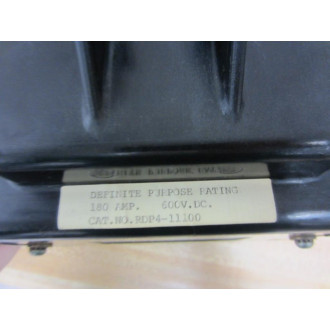 DEFINITE PURPOSE RATING
180 AMP. 600V.DC.
CAT.NO.RDP4-11100